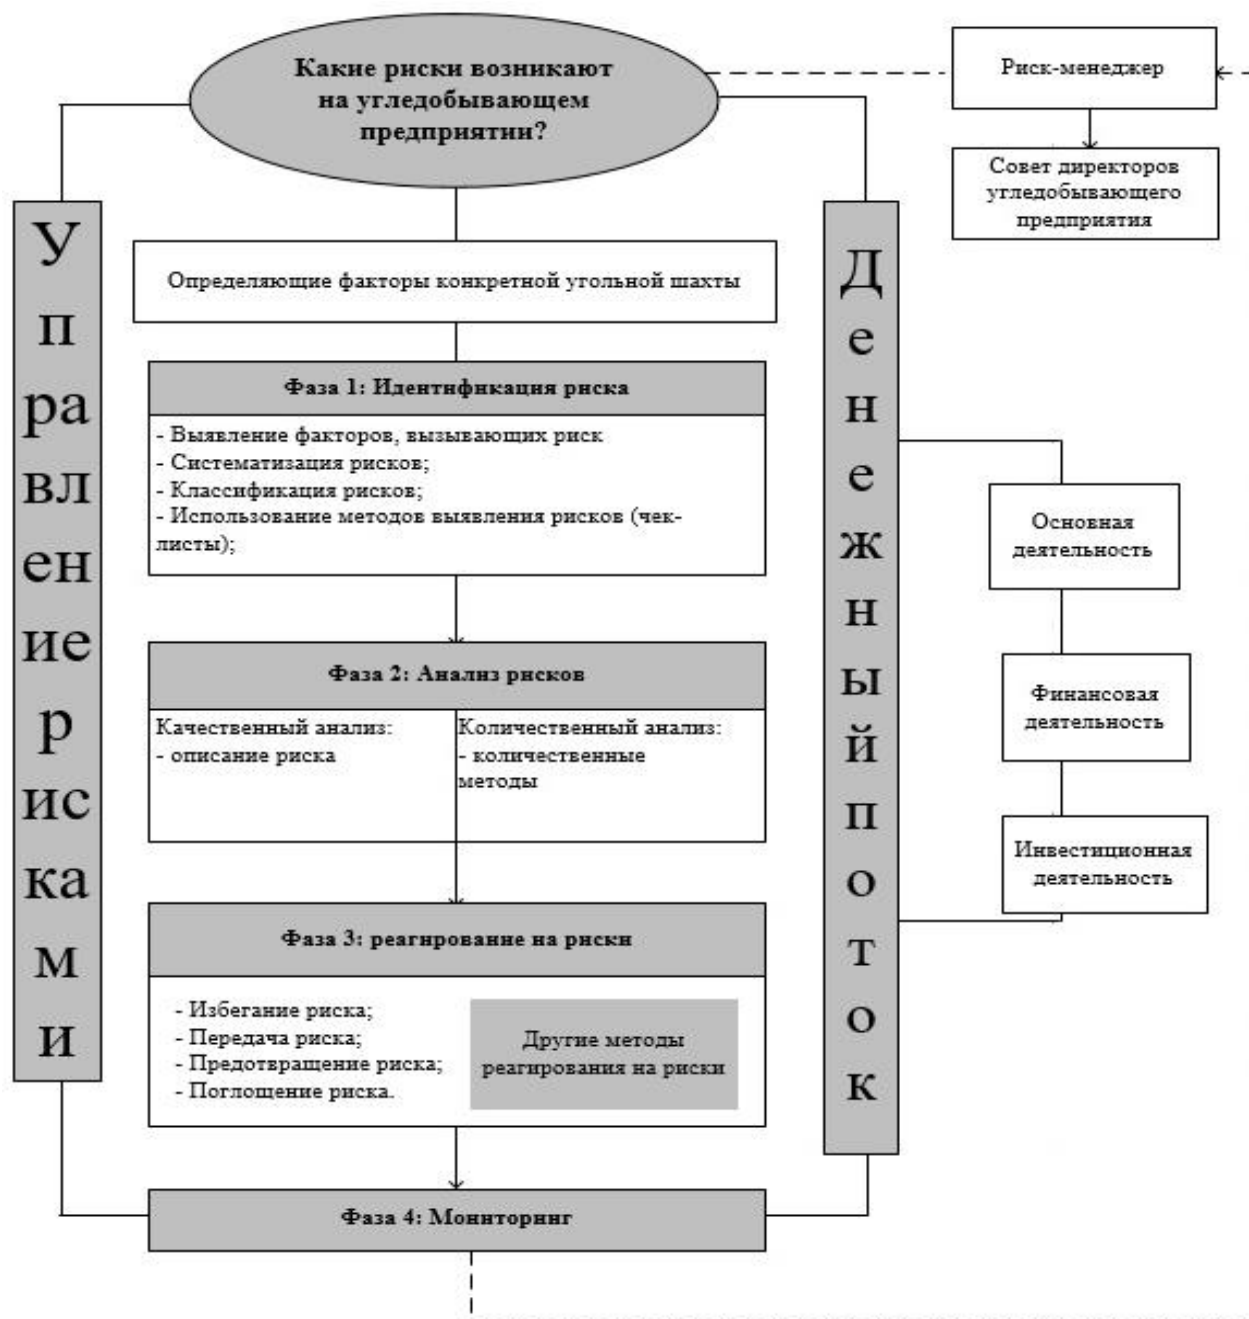 Какие риски возникают
на угледобывающем
предприятии?
Риск-менеджер
Совет директоров
угледобывающего
предприятия
У
п
ра
вл
ен
ие
р
ис
ка
м
и
Определяющие факторы конкретной угольной шахты
Фаза 1: Идентификация риска
- Выявление факторов, вызывающих риск
- Систематизация рисков;
- Классификация рисков;
- Использование методов выявления рисков (чек-
листы);
Фаза 2: Анализ рисков
Качественный анализ:
- описание риска
Количественный анализ:
- количественные
методы
Фаза 3: реагирование на риски
- Избегание риска;
- Передача риска;
- Предотвращение риска;
- Поглощение риска.
Другие методы
реагирования на риски
Фаза 4: Мониторинг
Д
е
н
е
ж
н
ы
й
п
о
т
о
к
Основная
деятельность
Финансовая
деятельность
Инвестиционная
деятельность